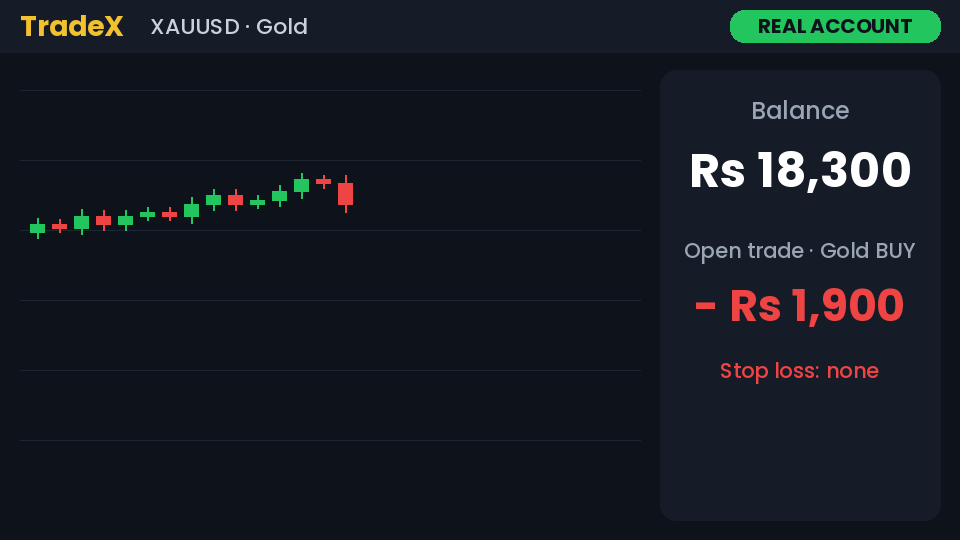 TradeX XAUUSD · Gold REAL ACCOUNT
Balance
Rs 18,300
Open trade · Gold BUY
- Rs 1,900
Stop loss: none